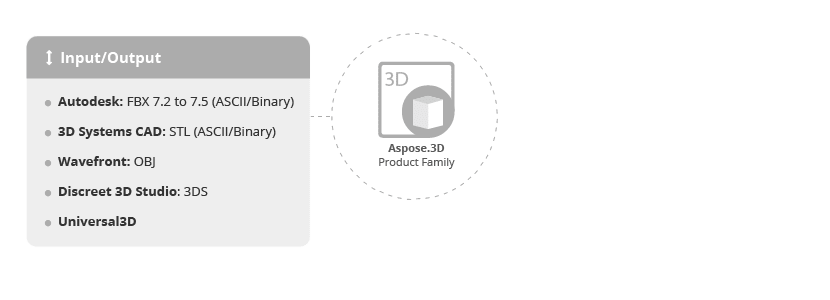 Input/Output
Autodesk: FBX 7.2 to 7.5 (ASCII/Binary)
3D Systems CAD: STL (ASCII/Binary)
Wavefront: OBJ
Discreet 3D Studio: 3DS
Universal3D
3D
Aspose.3D
Product Family